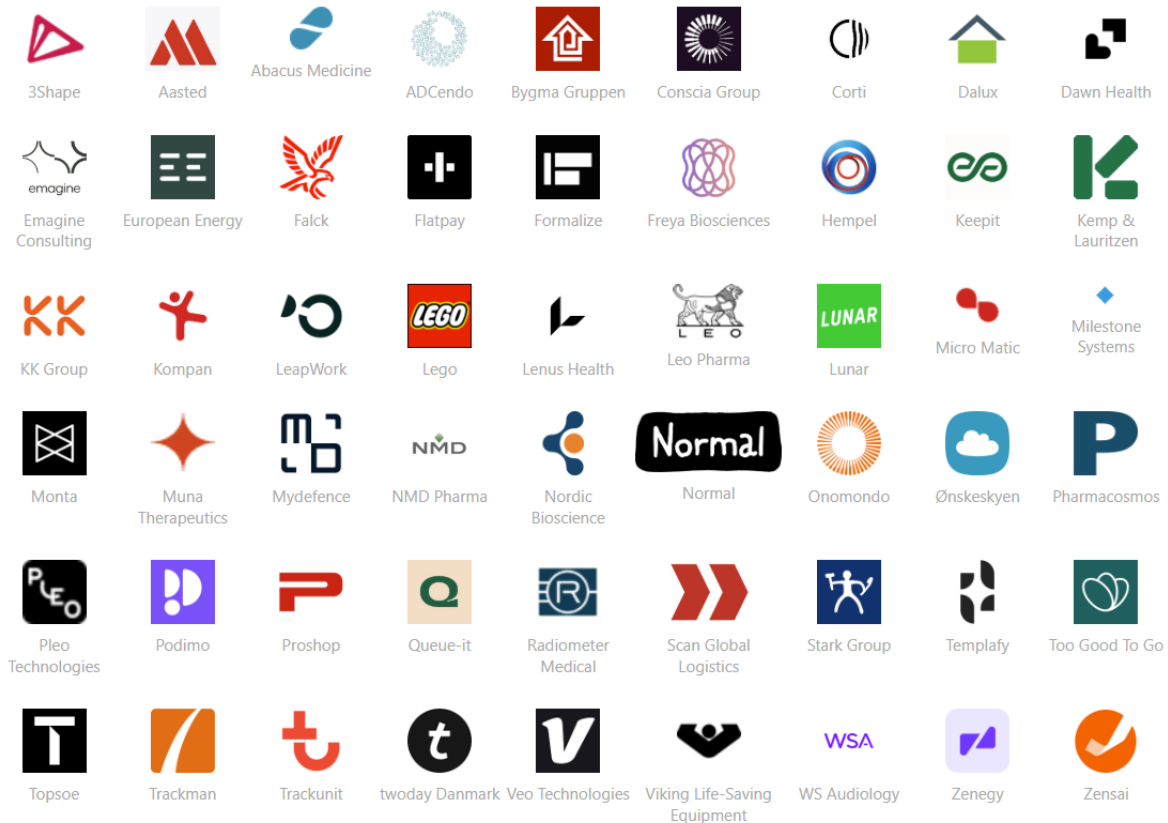 3Shape
Aasted
Abacus Medicine
ADCendo
Bygma Gruppen
Conscia Group
Corti
Dalux
Dawn Health
emagine
Emagine
Consulting
European Energy
Falck
Flatpay
Formalize
Freya Biosciences
Hempel
Keepit
Kemp &
Lauritzen
KK
KK
KK Group
Kompan
LeapWork
LEGO
Lego
Lenus Health
LEO
Leo Pharma
LUNAR
Lunar
Micro Matic
Milestone
Systems
Monta
Muna
Therapeutics
Mydefence
NMD
NMD Pharma
Nordic
Bioscience
Normal
Normal
Onomondo
Ønskeskyen
P
Pharmacosmos
PLEO
Pleo
Technologies
Podimo
P
Proshop
Q
Queue-it
R
Radiometer
Medical
Scan Global
Logistics
Stark Group
Templafy
Too Good To Go
T
Topsoe
Trackman
tu
Trackunit
t
twoday Danmark
V
Veo Technologies
Viking Life-Saving
Equipment
WSA
WS Audiology
Zenegy
Zensai